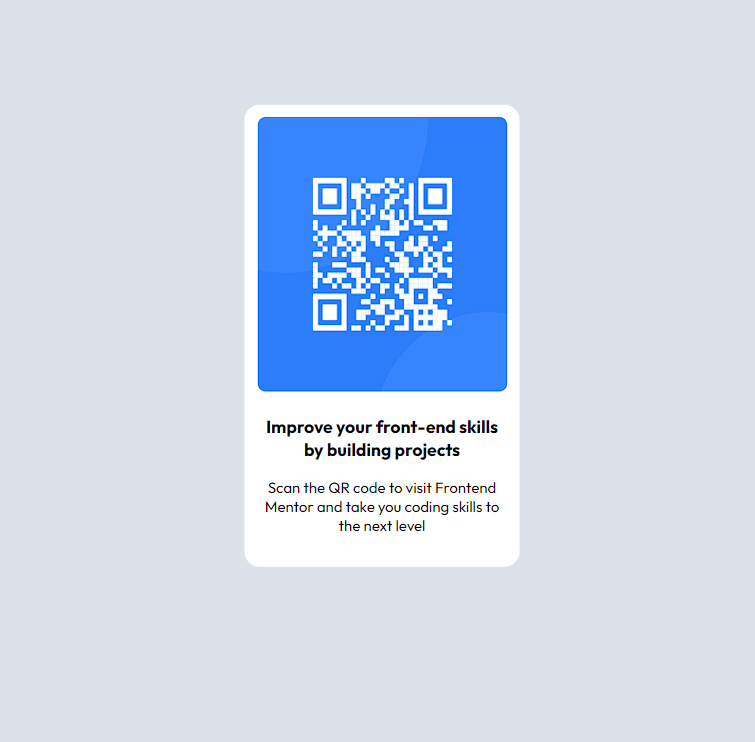 Improve your front-end skills
by building projects
Scan the QR code to visit Frontend
Mentor and take you coding skills to
the next level